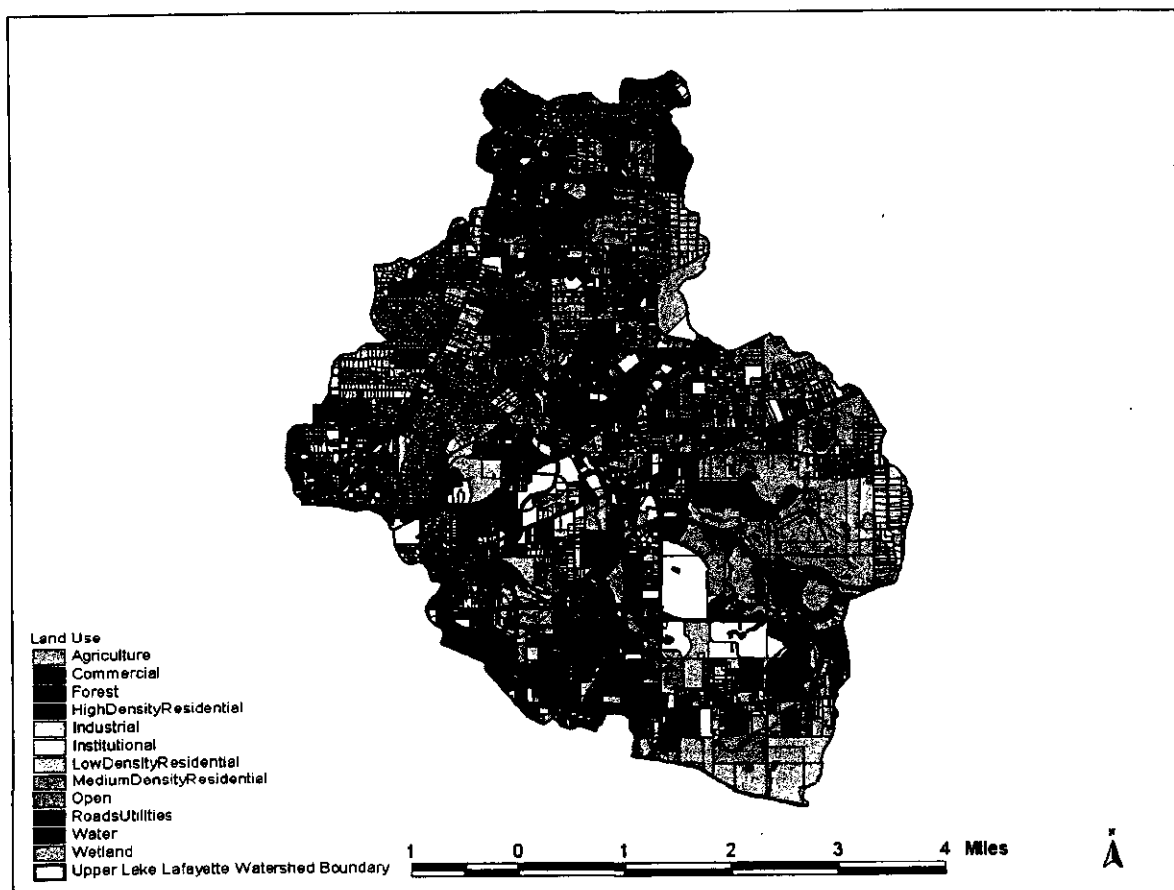 Land Use
Agriculture
Commercial
Forest
HighDensityResidential
Industrial
Institutional
LowDensityResidential
MediumDensityResidential
Open
RoadsUtilities
Water
Wetland
Upper Lake Lafayette Watershed Boundary
1 0 1 2 3 4 Miles